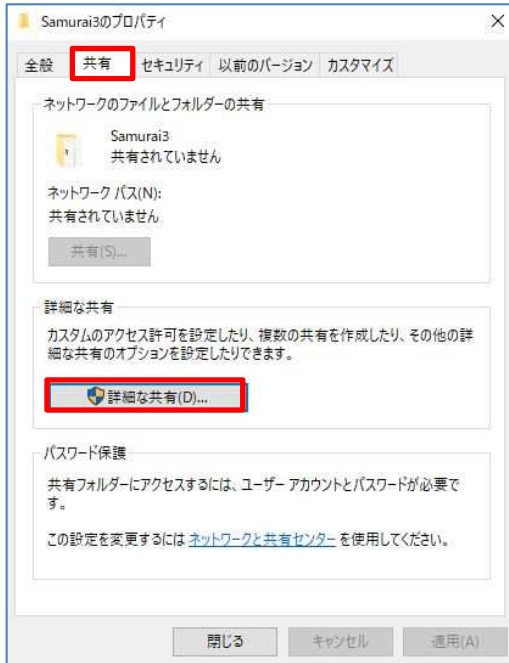 Samurai3のプロパティ
全般 共有 セキュリティ 以前のバージョン カスタマイズ
ネットワークのファイルとフォルダーの共有
Samurai3
共有されていません
ネットワーク パス(N):
共有されていません
共有(S)...
詳細な共有
カスタムのアクセス許可を設定したり、複数の共有を作成したり、その他の詳
細な共有のオプションを設定したりできます。
詳細な共有(D)...
パスワード保護
共有フォルダーにアクセスするには、ユーザー アカウントとパスワードが必要で
す。
この設定を変更するには ネットワークと共有センター を使用してください。
閉じる キャンセル 適用(A)